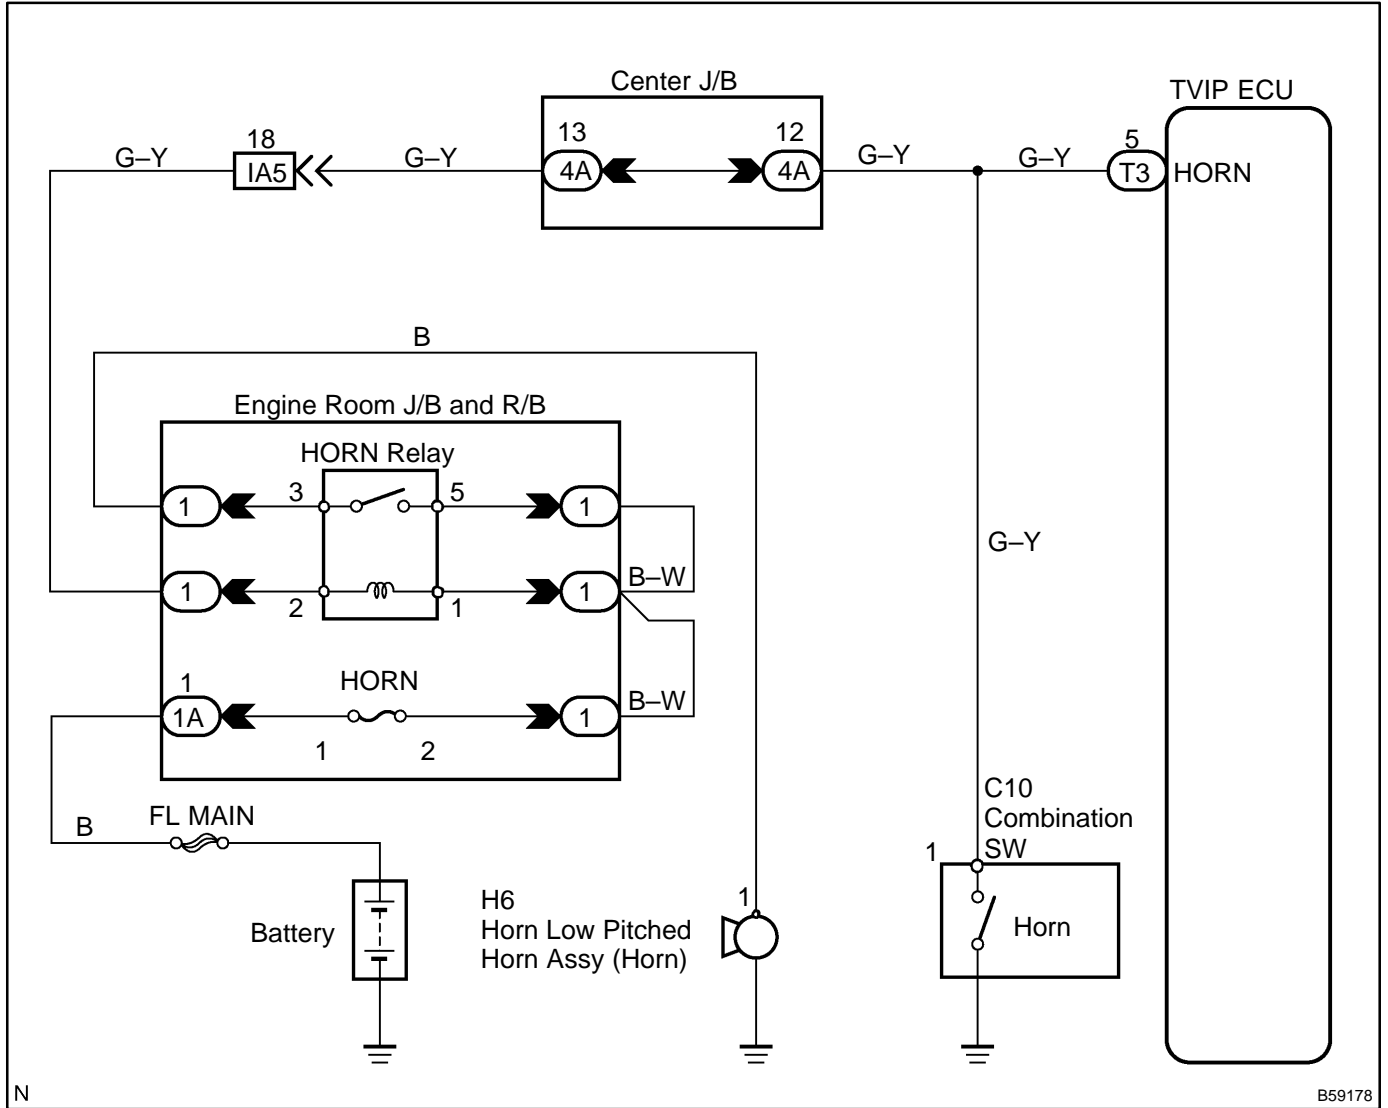 Center J/B
TVIP ECU
18
13
12
5
G–Y
IA5
G–Y
4A
4A
G–Y
G–Y
T3
HORN
B
Engine Room J/B and R/B
HORN Relay
1
3
5
1
G–Y
1
2
1
1
B–W
HORN
1
1A
1
2
1
B–W
B
FL MAIN
Battery
H6
Horn Low Pitched
Horn Assy (Horn)
1
C10
Combination
SW
1
Horn
N
B59178